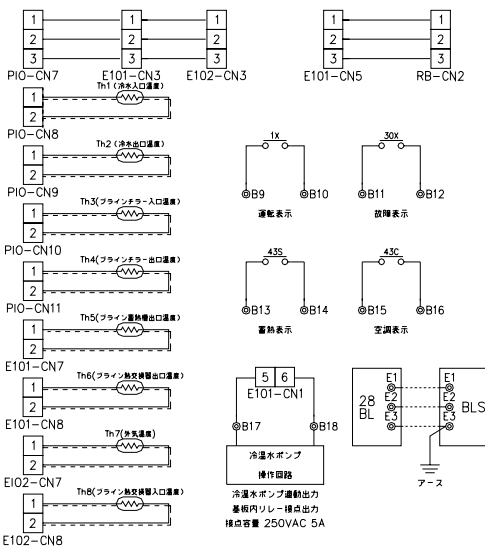 1 1 1
2 2 2
3 3 3
PIO-CN7 E101-CN3 E102-CN3
1 1
2 2
3 3
E101-CN5 RB-CN2
Th1 (冷水入口温度)
1
2
PIO-CN8
Th2 (冷水出口温度)
1
2
PIO-CN9
Th3(ブラインチラー入口温度)
1
2
PIO-CN10
Th4(ブラインチラー出口温度)
1
2
PIO-CN11
Th5(ブライン蓄熱槽出口温度)
1
2
E101-CN7
Th6(ブライン熱交換器出口温度)
1
2
E101-CN8
Th7(外気温度)
1
2
EIO2-CN7
Th8(ブライン熱交換器入口温度)
1
2
E102-CN8
1X
B9 B10
運転表示
30X
B11 B12
故障表示
43S
B13 B14
蓄熱表示
43C
B15 B16
空調表示
5 6
E101-CN1
B17 B18
冷温水ポンプ
操作回路
冷温水ポンプ連動出力
基板内リレー接点出力
接点容量 250VAC 5A
28
BL
E1 E1
E2 E2
E3 E3
BLS
アース